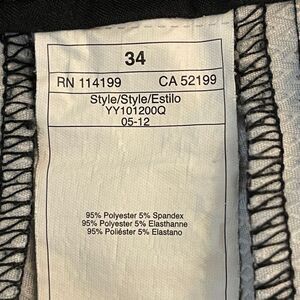 34
RN 114199 CA 52199
Style/Style/Estilo
YY101200Q
05-12
95% Polyester 5% Spandex
95% Polyester 5% Elasthanne
95% Poliéster 5% Elastano